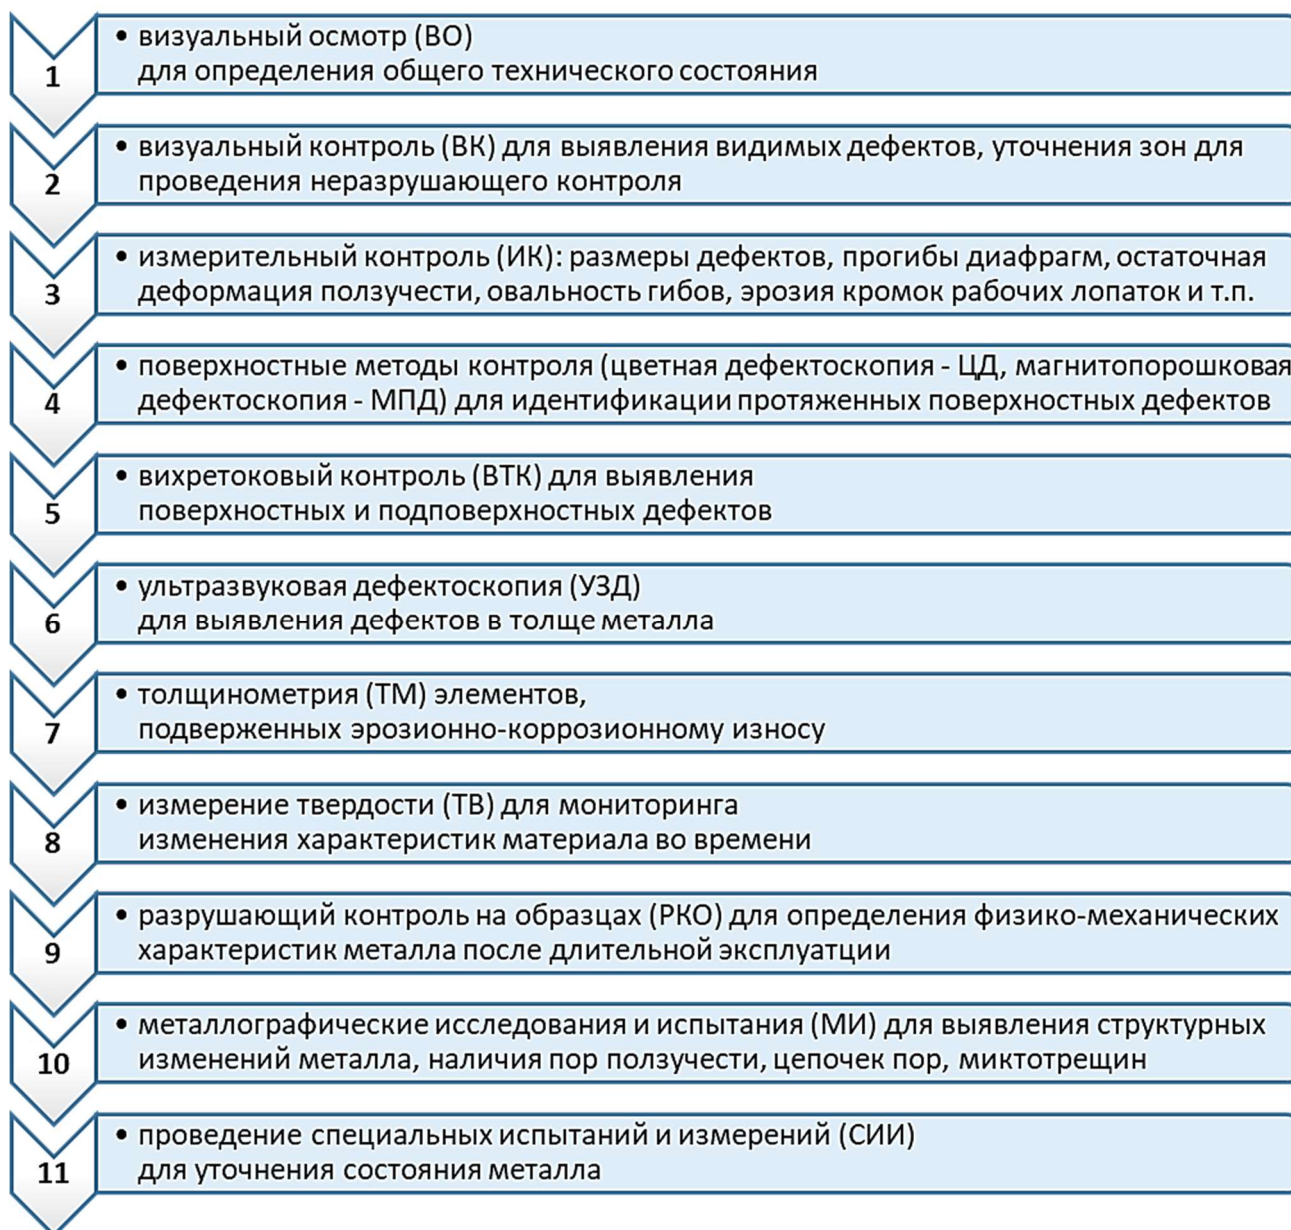 1
• визуальный осмотр (ВО)
для определения общего технического состояния
2
• визуальный контроль (ВК) для выявления видимых дефектов, уточнения зон для
проведения неразрушающего контроля
3
• измерительный контроль (ИК): размеры дефектов, прогибы диафрагм, остаточная
деформация ползучести, овальность гибов, эрозия кромок рабочих лопаток и т.п.
4
• поверхностные методы контроля (цветная дефектоскопия - ЦД, магнитопорошковая
дефектоскопия - МПД) для идентификации протяженных поверхностных дефектов
5
• вихретоковый контроль (ВТК) для выявления
поверхностных и подповерхностных дефектов
6
• ультразвуковая дефектоскопия (УЗД)
для выявления дефектов в толще металла
7
• толщинометрия (ТМ) элементов,
подверженных эрозионно-коррозионному износу
8
• измерение твердости (ТВ) для мониторинга
изменения характеристик материала во времени
9
• разрушающий контроль на образцах (РКО) для определения физико-механических
характеристик металла после длительной эксплуатции
10
• металлографические исследования и испытания (МИ) для выявления структурных
изменений металла, наличия пор ползучести, цепочек пор, миктотрещин
11
• проведение специальных испытаний и измерений (СИИ)
для уточнения состояния металла